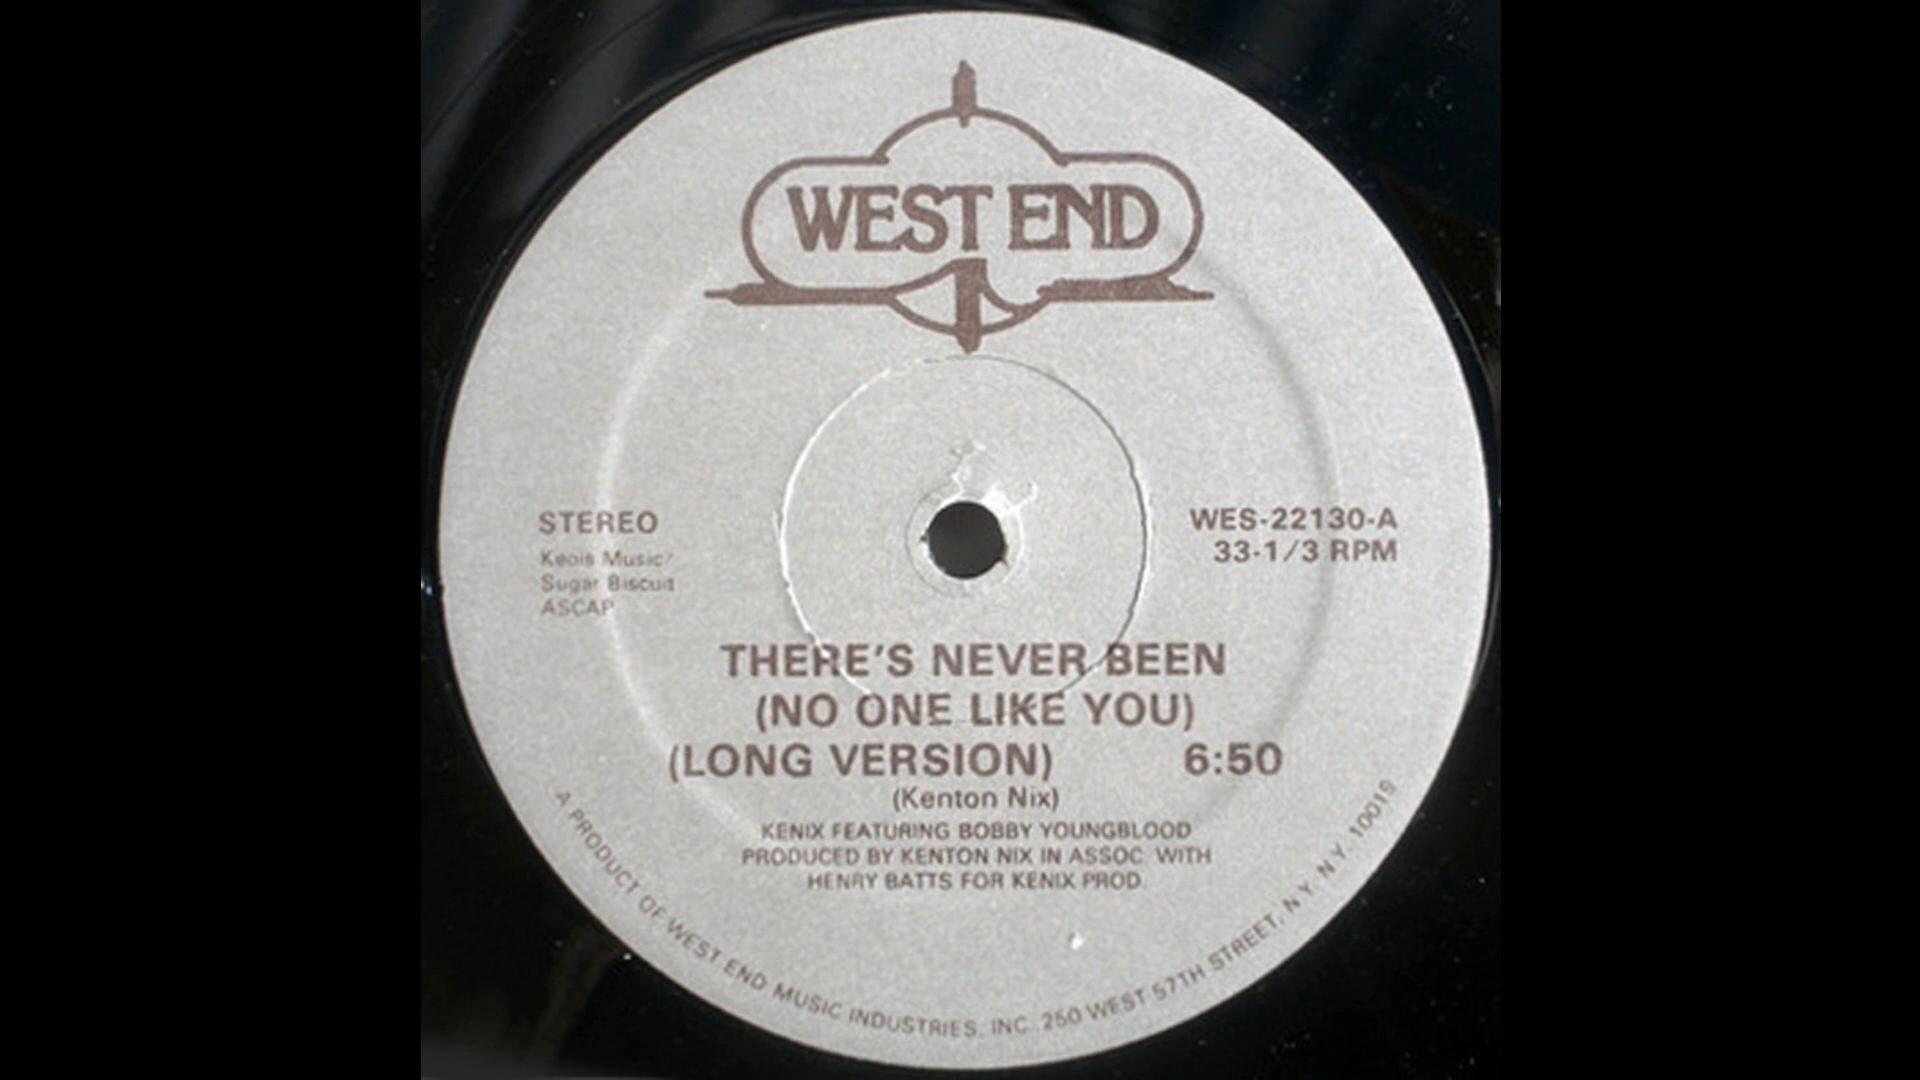 WEST END
STEREO
Kenix Music/
Sugar Biscuit
ASCAP
WES-22130-A
33-1/3 RPM
THERE'S NEVER BEEN
(NO ONE LIKE YOU)
(LONG VERSION) 6:50
(Kenton Nix)
KENIX FEATURING BOBBY YOUNGBLOOD
PRODUCED BY KENTON NIX IN ASSOC. WITH
HENRY BATTS FOR KENIX PROD.
A PRODUCT OF WEST END MUSIC INDUSTRIES, INC. 250 WEST 57TH STREET, N.Y. N.Y. 10019